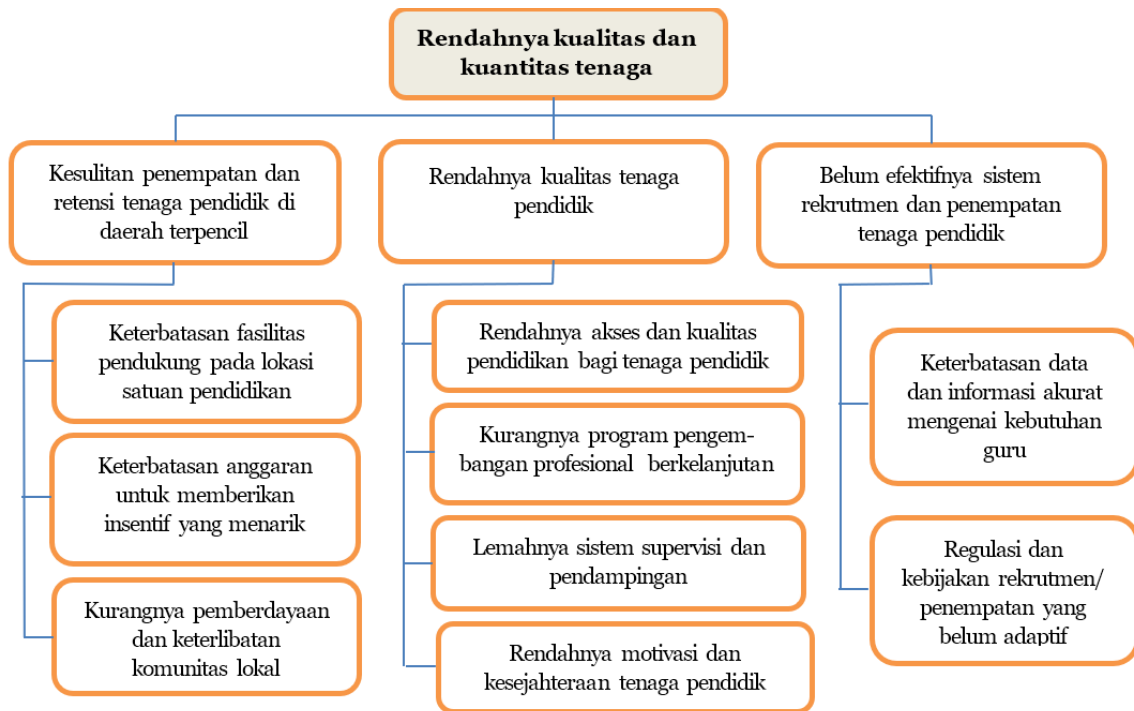 Rendahnya kualitas dan
kuantitas tenaga
Kesulitan penempatan dan
retensi tenaga pendidik di
daerah terpencil
Rendahnya kualitas tenaga
pendidik
Belum efektifnya sistem
rekrutmen dan penempatan
tenaga pendidik
Keterbatasan fasilitas
pendukung pada lokasi
satuan pendidikan
Keterbatasan anggaran
untuk memberikan
insentif yang menarik
Kurangnya pemberdayaan
dan keterlibatan
komunitas lokal
Rendahnya akses dan kualitas
pendidikan bagi tenaga pendidik
Kurangnya program pengem-
bangan profesional berkelanjutan
Lemahnya sistem supervisi dan
pendampingan
Rendahnya motivasi dan
kesejahteraan tenaga pendidik
Keterbatasan data
dan informasi akurat
mengenai kebutuhan
guru
Regulasi dan
kebijakan rekrutmen/
penempatan yang
belum adaptif